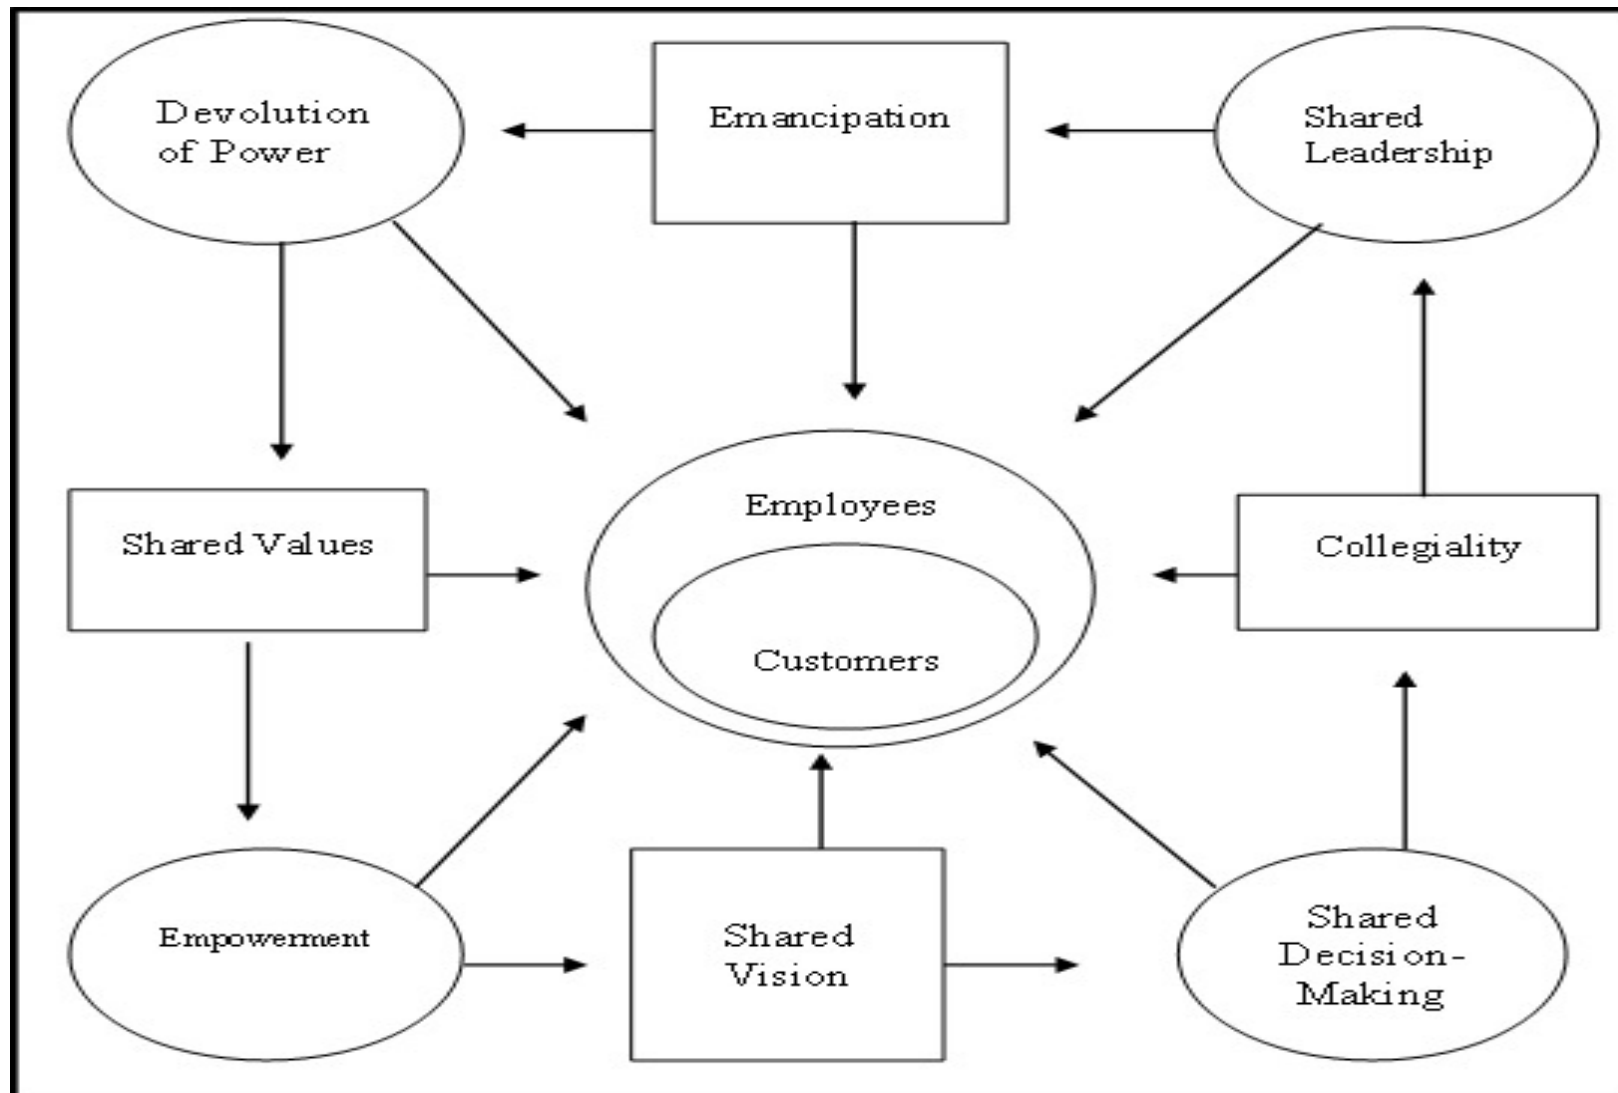 Devolution
of Power
Emancipation
Shared
Leadership
Shared Values
Employees
Customers
Collegiality
Empowerment
Shared
Vision
Shared
Decision-
Making